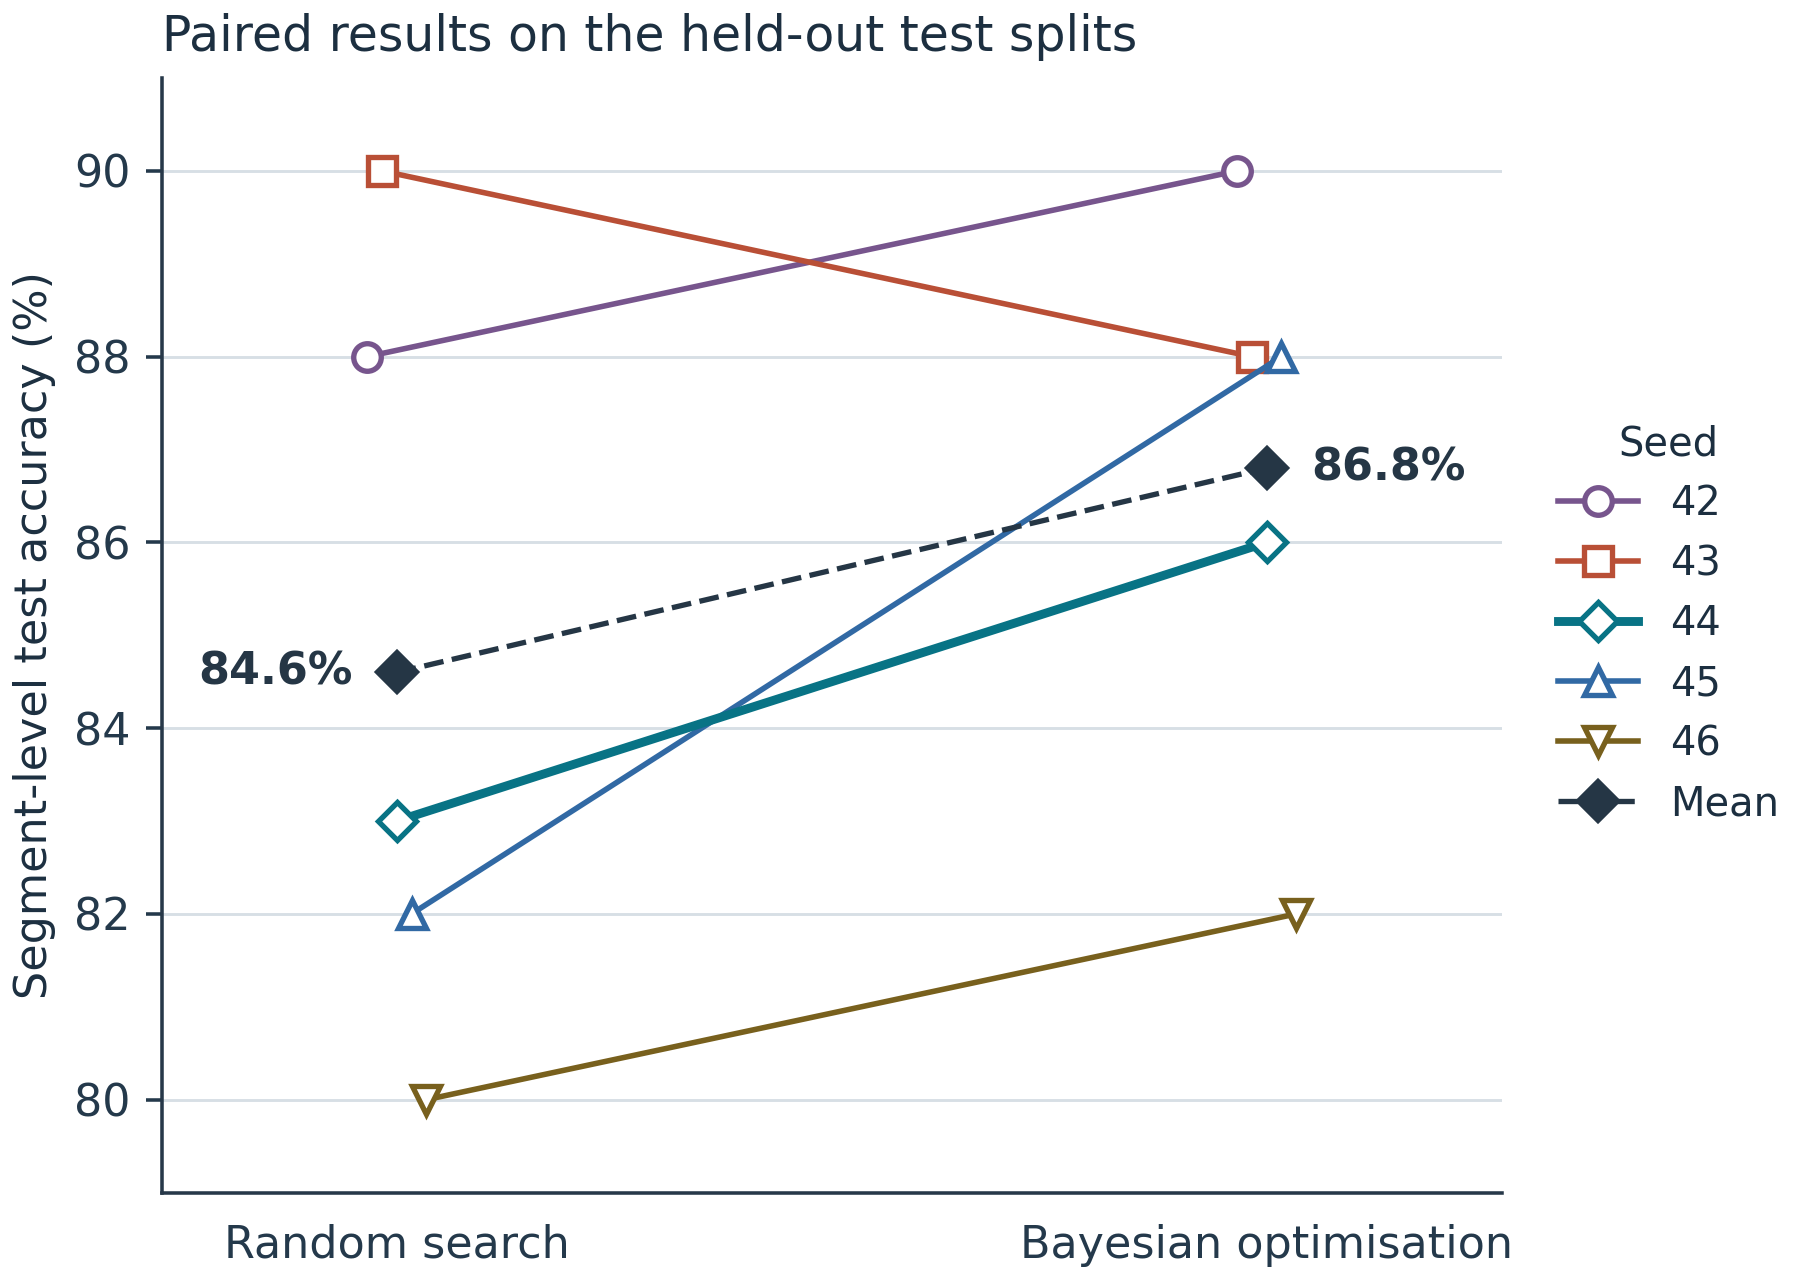 Paired results on the held-out test splits
Segment-level test accuracy (%)
90
88
86
84
82
80
84.6%
86.8%
Random search
Bayesian optimisation
Seed
42
43
44
45
46
Mean